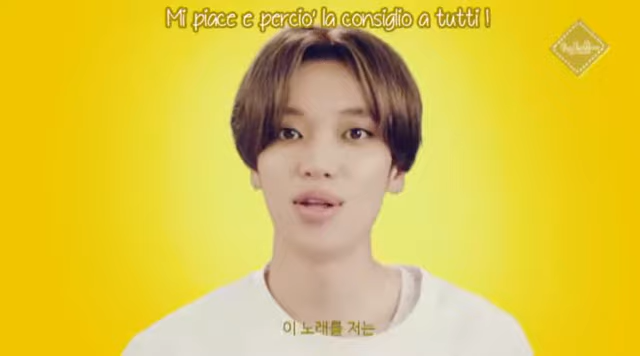 Mi piace e percio' la consiglio a tutti !
이 노래를 저는